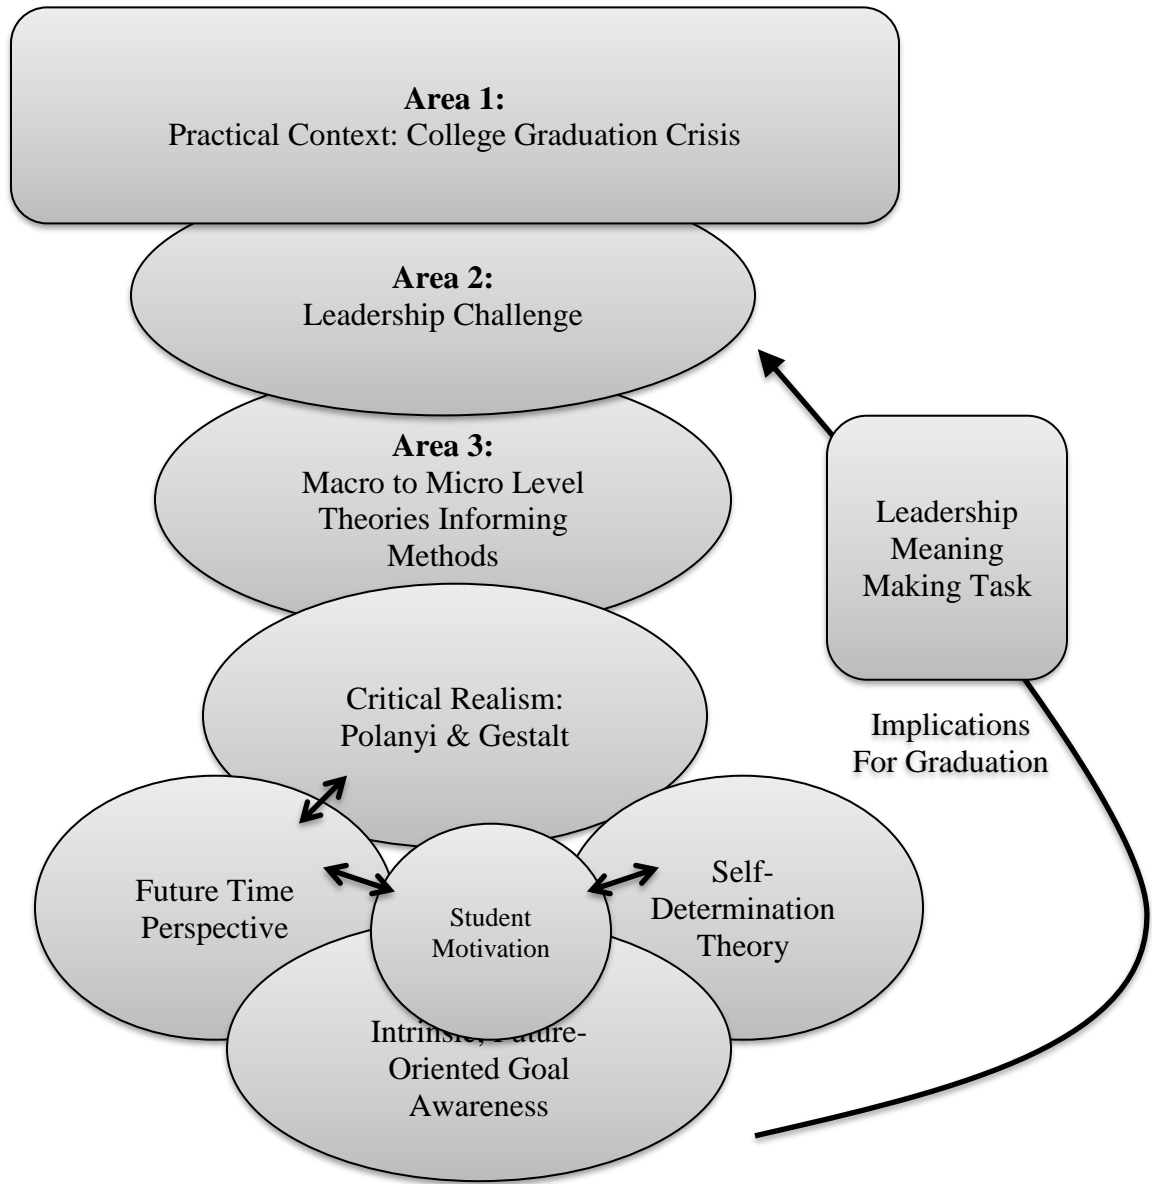 Area 1:
Practical Context: College Graduation Crisis
Area 2:
Leadership Challenge
Area 3:
Macro to Micro Level
Theories Informing
Methods
Leadership
Meaning
Making Task
Critical Realism:
Polanyi & Gestalt
Implications
For Graduation
Future Time
Perspective
Student
Motivation
Self-
Determination
Theory
Intrinsic, Future-
Oriented Goal
Awareness